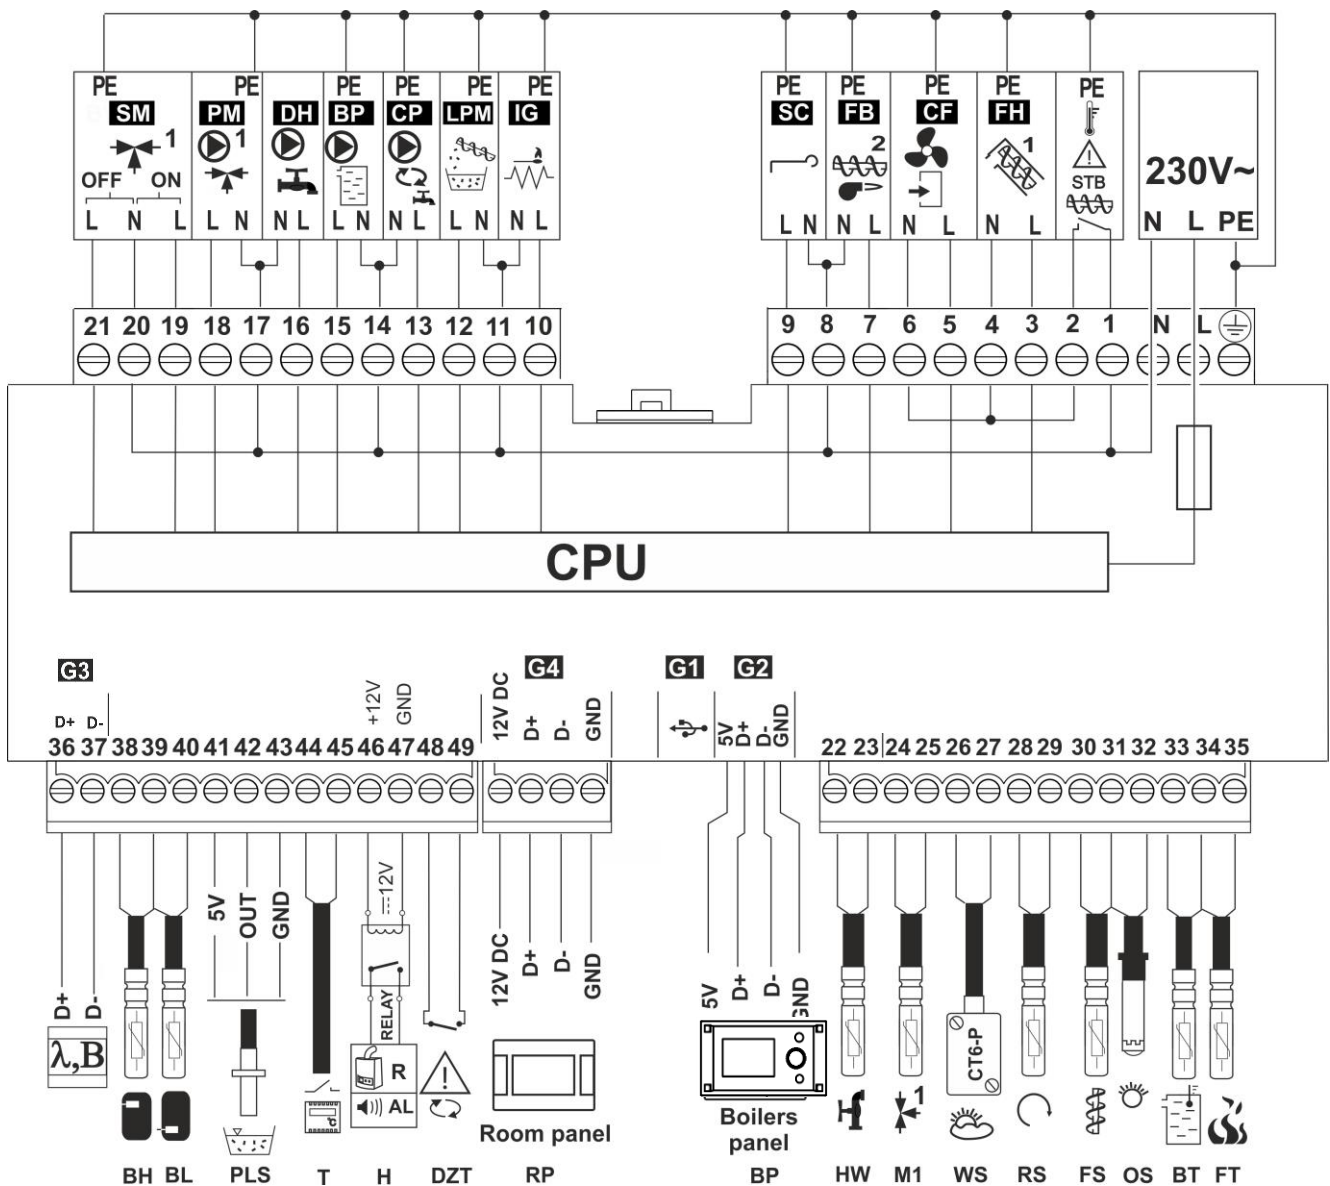 PE PE PE PE PE PE PE PE PE PE PE
SM PM DH BP CP LPM IG SC FB CF FH
1 1 2 1
STB
230V~
OFF ON
L N L L N N L L N N L L N N L L N N L N L N L N L PE
21 20 19 18 17 16 15 14 13 12 11 10 9 8 7 6 5 4 3 2 1 N L
CPU
G3 G4 G1 G2
D+ D- +12V GND 12V DC D+ D- GND 5V D+ D- GND
36 37 38 39 40 41 42 43 44 45 46 47 48 49 22 23 24 25 26 27 28 29 30 31 32 33 34 35
5V OUT GND 12V
D+ D- RELAY 12V DC D+ D- GND 5V D+ D- GND
λ,B R CT6-P
°C AL
1
Room panel Boilers
panel
BH BL PLS T H DZT RP BP HW M1 WS RS FS OS BT FT